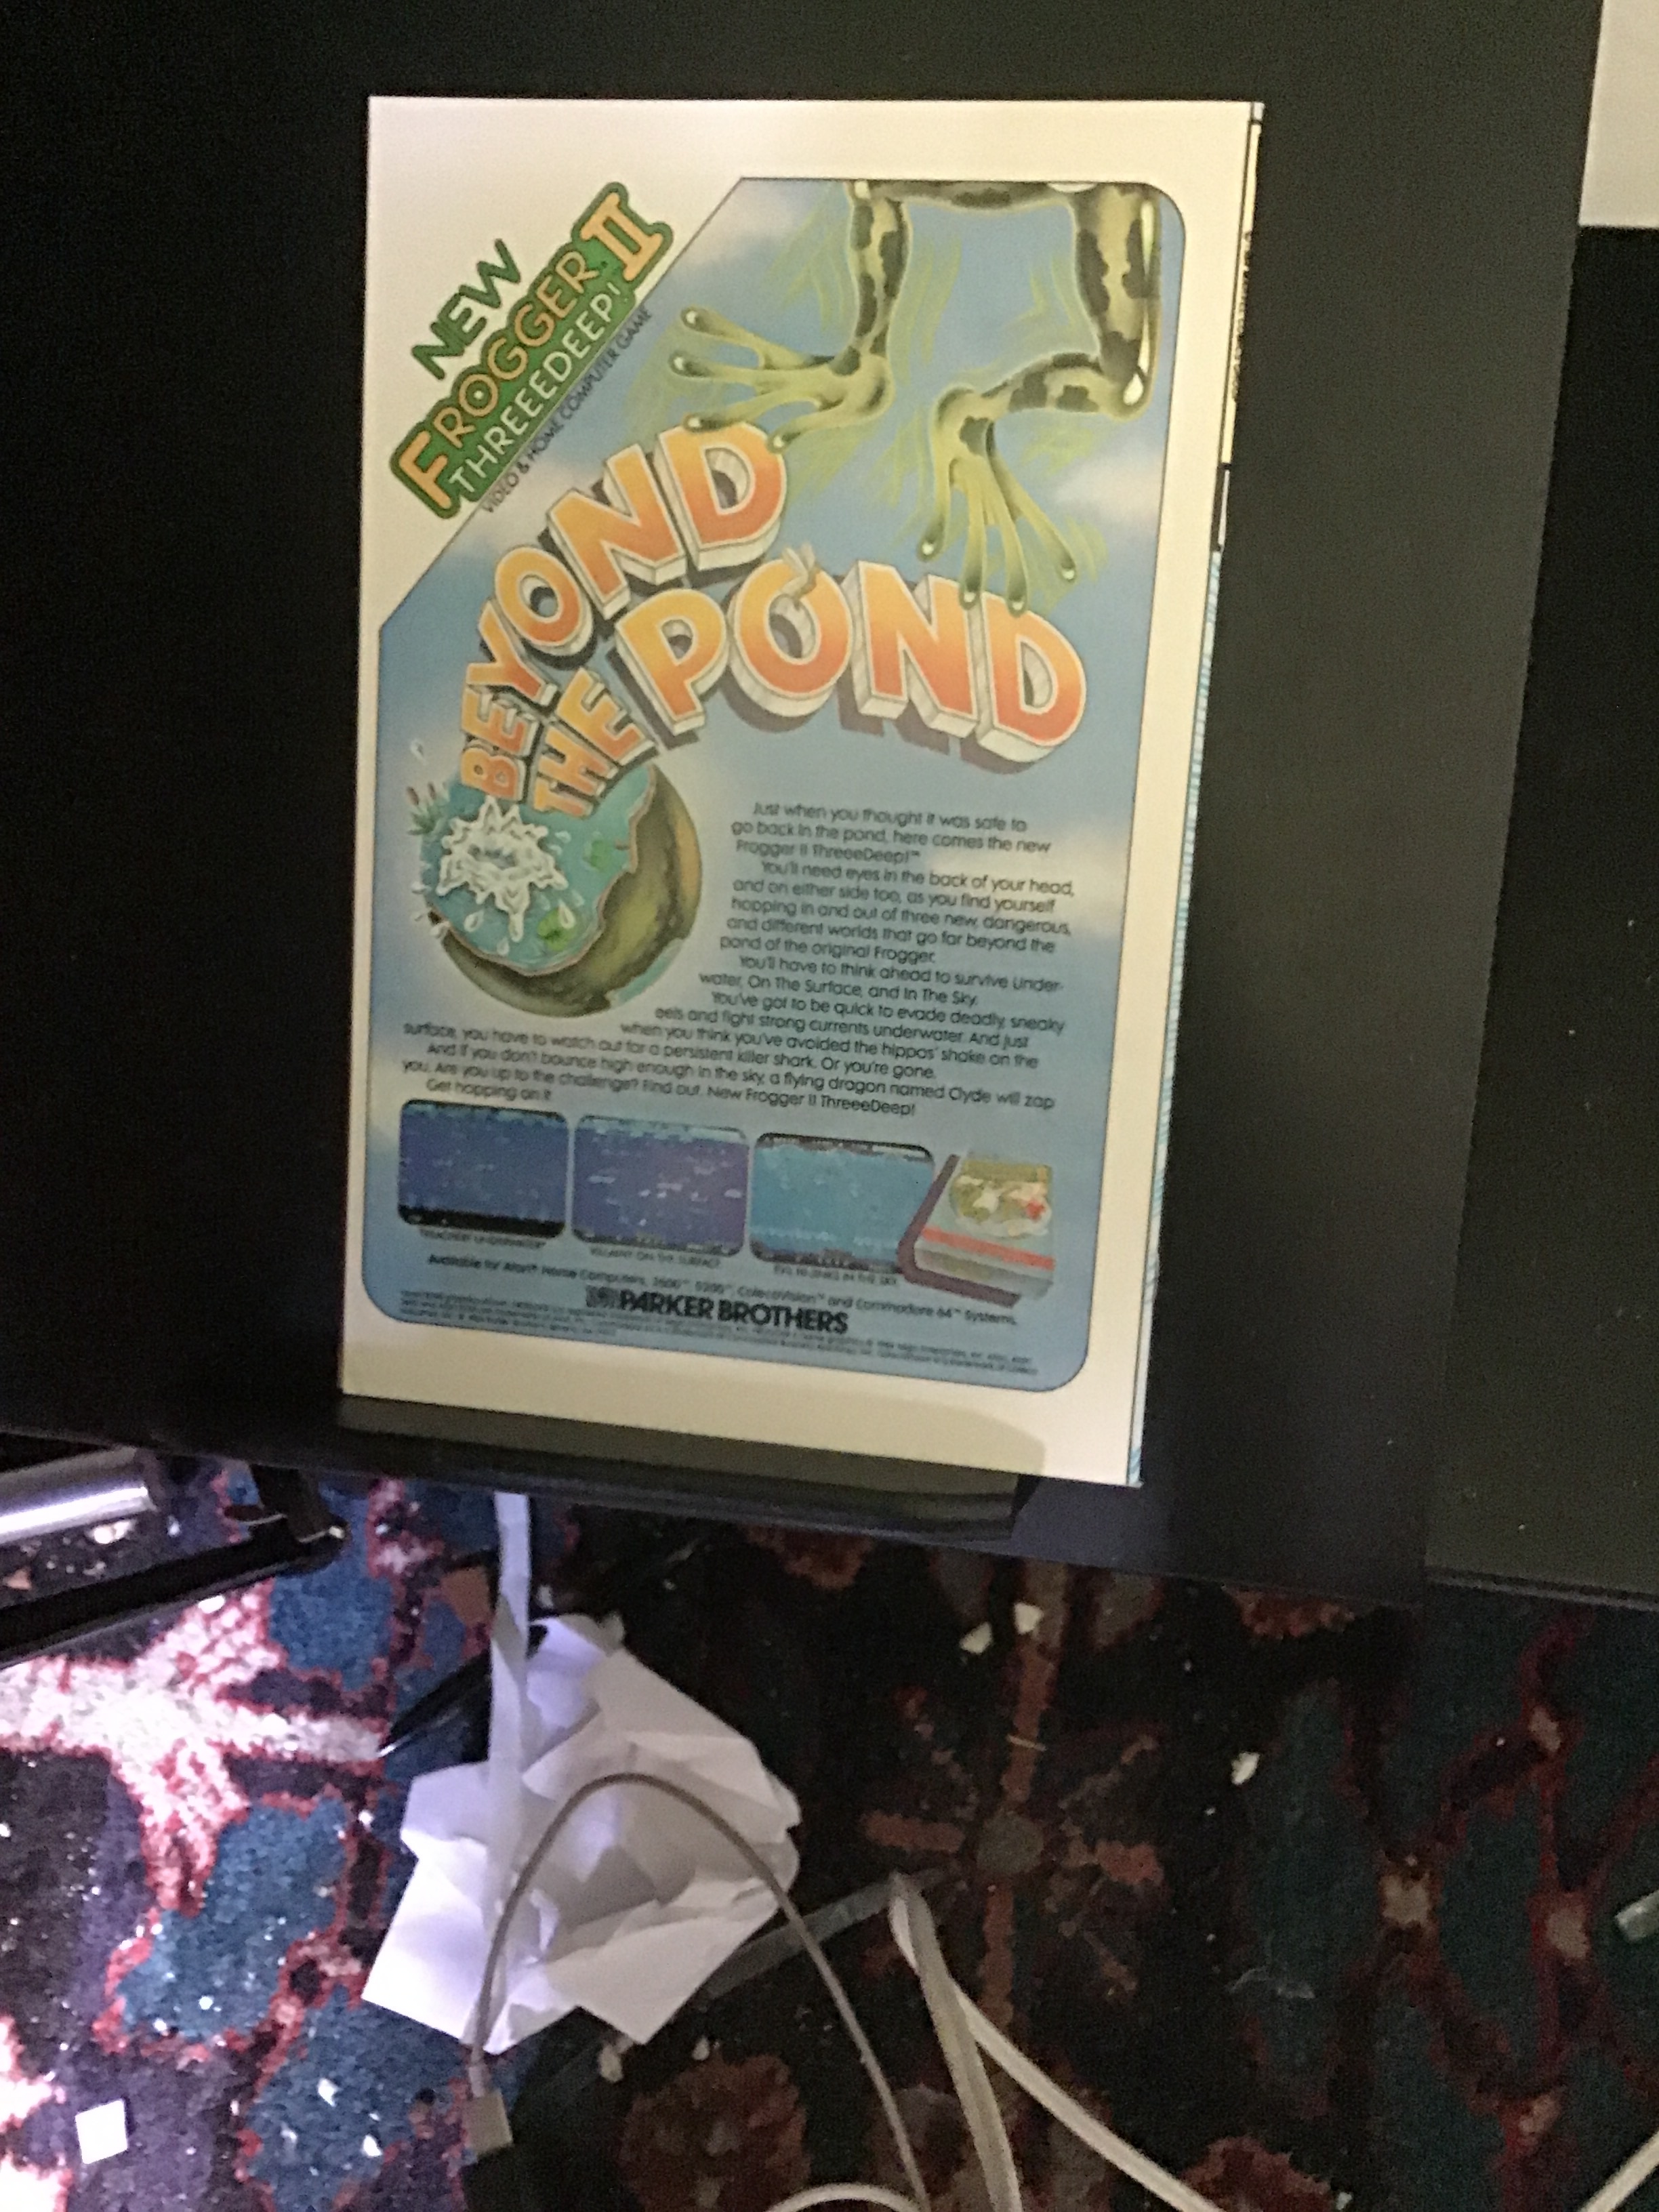 NEW
FROGGER II
THREEEDEEP!
VIDEO & HOME COMPUTER GAME
BEYOND
THE POND
Just when you thought it was safe to
go back in the pond, here comes the new
Frogger II ThreeeDeep!™
You'll need eyes in the back of your head,
and on either side too, as you find yourself
hopping in and out of three new, dangerous,
and different worlds that go far beyond the
pond of the original Frogger.
You'll have to think ahead to survive Under-
water, On The Surface, and In The Sky.
You've got to be quick to evade deadly, sneaky
eels and fight strong currents underwater. And just
when you think you've avoided the hippos' shake on the
surface, you have to watch out for a persistent killer shark. Or you're gone.
And if you don't bounce high enough in the sky, a flying dragon named Clyde will zap
you. Are you up to the challenge? Find out. New Frogger II ThreeeDeep!
Get hopping on it.
VILLAINY ON THE SURFACE
IN THE SKY
Available for Atari® Home Computers, 2600™ 5200™, ColecoVision™ and Commodore 64™ Systems.
PARKER BROTHERS